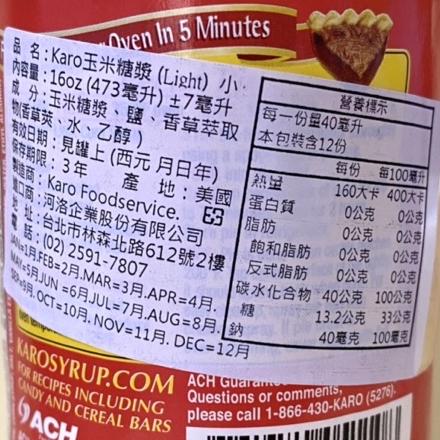 Oven In 5 Minutes
品 名:Karo玉米糖漿 (Light) 小
內容量:16oz (473毫升) ±7毫升
成 分:玉米糖漿、鹽、香草萃取
物(香草莢、水、乙醇)
有效日期:見罐上 (西元 月日年)
保存期限:3年 產 地:美國
製造商:Karo Foodservice.
進口商:河洛企業股份有限公司
地 址:台北市林森北路612號2樓
電 話:(02) 2591-7807
JAN=1月.FEB=2月.MAR=3月.APR=4月.
MAY=5月.JUN =6月.JUL=7月.AUG=8月.
SEP=9月. OCT=10月. NOV=11月. DEC=12月
營養標示
每一份量40毫升
本包裝含12份
每份 每100毫升
熱量 160大卡 400大卡
蛋白質 0公克 0公克
脂肪 0公克 0公克
飽和脂肪 0公克 0公克
反式脂肪 0公克 0公克
碳水化合物 40公克 100公克
糖 13.2公克 33公克
鈉 40毫克 100毫克
KAROSYRUP.COM
FOR RECIPES INCLUDING
CANDY AND CEREAL BARS
ACH
ACH Guarantee
Questions or comments,
please call 1-866-430-KARO (5276).